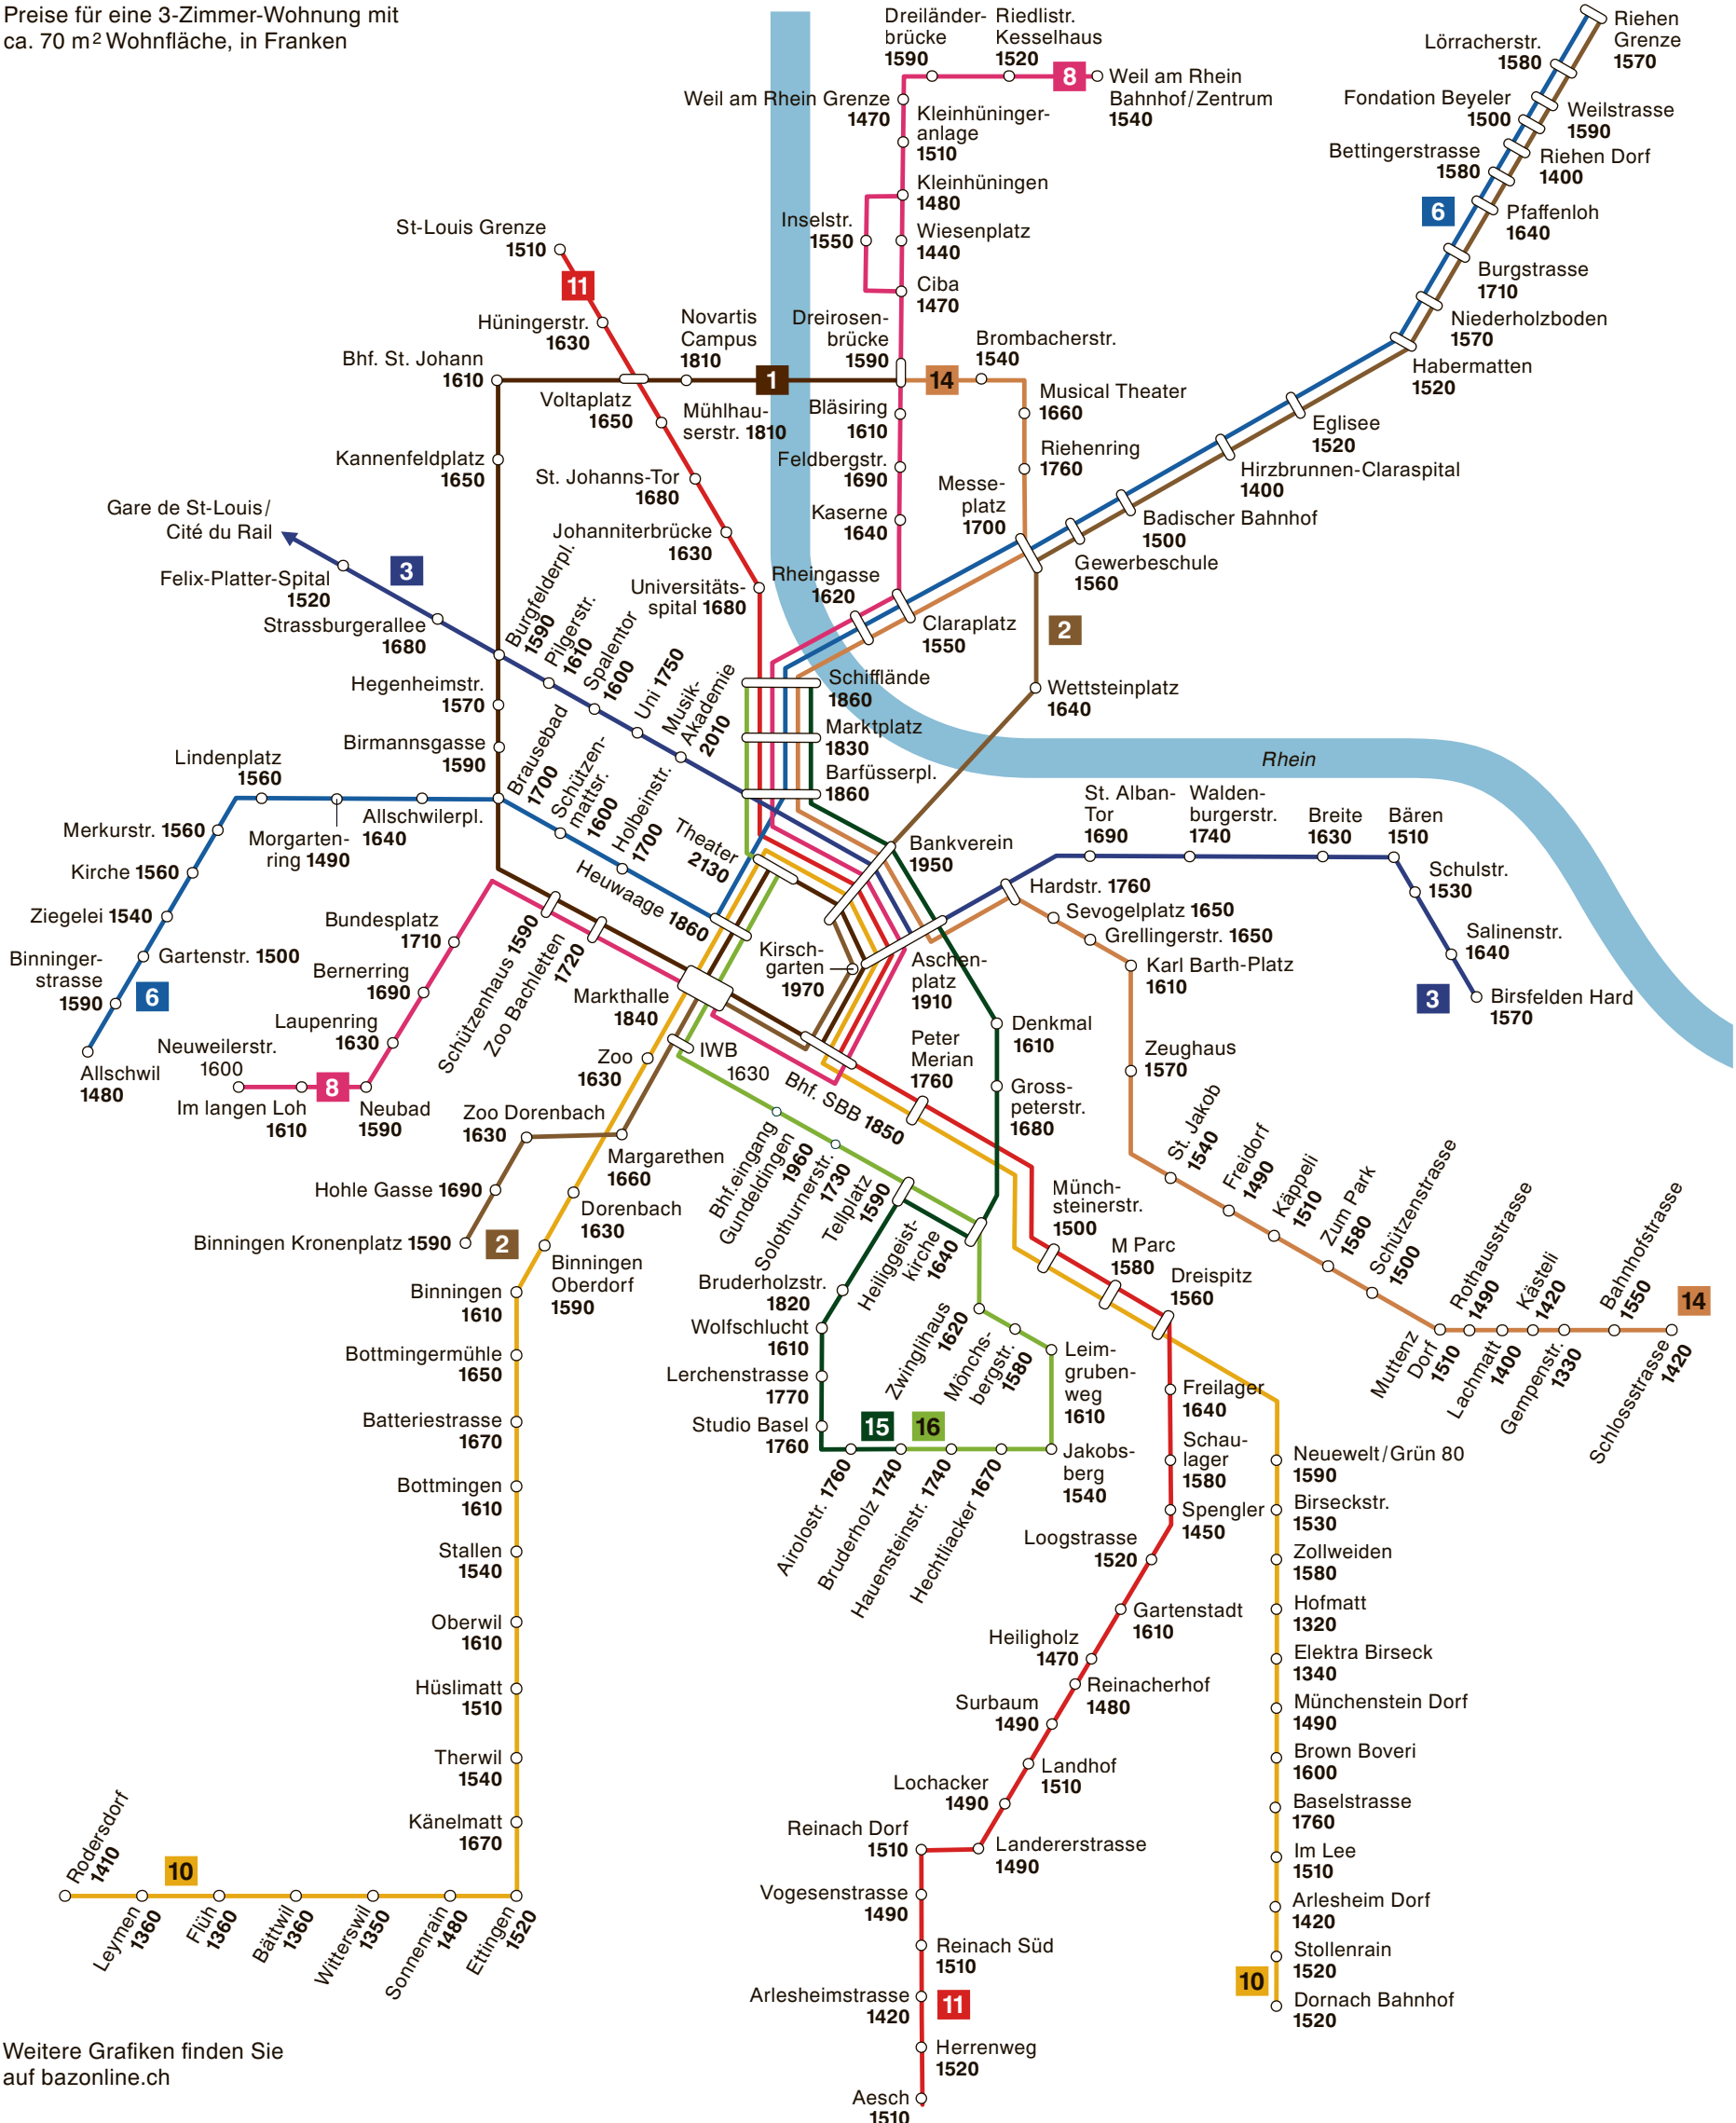 Preise für eine 3-Zimmer-Wohnung mit
ca. 70 m² Wohnfläche, in Franken
Dreiländer-
brücke
1590
Riedlistr.
Kesselhaus
1520
8
Weil am Rhein
Bahnhof/Zentrum
1540
Weil am Rhein Grenze
1470
Kleinhüninger-
anlage
1510
Kleinhüningen
1480
Inselstr.
1550
Wiesenplatz
1440
Ciba
1470
Dreirosen-
brücke
1590
Riehen
Grenze
1570
Lörracherstr.
1580
Fondation Beyeler
1500
Weilstrasse
1590
Bettingerstrasse
1580
Riehen Dorf
1400
6
Pfaffenloh
1640
Burgstrasse
1710
Niederholzboden
1570
Habermatten
1520
Eglisee
1520
Hirzbrunnen-Claraspital
1400
Badischer Bahnhof
1500
Gewerbeschule
1560
St-Louis Grenze
1510
11
Hüningerstr.
1630
Novartis
Campus
1810
Bhf. St. Johann
1610
1
14
Brombacherstr.
1540
Voltaplatz
1650
Mühlhau-
serstr. 1810
Bläsiring
1610
Musical Theater
1660
Kannenfeldplatz
1650
St. Johanns-Tor
1680
Feldbergstr.
1690
Riehenring
1760
Messe-
platz
1700
Kaserne
1640
Gare de St-Louis/
Cité du Rail
3
Johanniterbrücke
1630
Felix-Platter-Spital
1520
Strassburgerallee
1680
Universitäts-
spital 1680
Rheingasse
1620
Claraplatz
1550
2
Burgfelderpl.
1590
Pilgerstr.
1610
Spalentor
1600
Uni 1750
Musik-
Akademie
2010
Hegenheimstr.
1570
Birmannsgasse
1590
Schifflände
1860
Marktplatz
1830
Barfüsserpl.
1860
Wettsteinplatz
1640
Rhein
Lindenplatz
1560
Merkurstr. 1560
Morgarten-
ring 1490
Allschwilerpl.
1640
Brausebad
1700
Schützen-
mattsr.
1600
Holbeinstr.
1700
Theater
2130
Heuwaage 1860
Kirche 1560
Ziegelei 1540
Gartenstr. 1500
Binninger-
strasse
1590
6
Allschwil
1480
Bankverein
1950
St. Alban-
Tor
1690
Walden-
burgerstr.
1740
Breite
1630
Bären
1510
Schulstr.
1530
Salinenstr.
1640
3
Birsfelden Hard
1570
Hardstr. 1760
Sevogelplatz 1650
Grellingerstr. 1650
Karl Barth-Platz
1610
Zeughaus
1570
Bundesplatz
1710
Bernerring
1690
Laupenring
1630
Neuweilerstr.
1600
8
Im langen Loh
1610
Neubad
1590
Schützenhaus 1590
Zoo Bachletten
1720
Markthalle
1840
Kirsch-
garten
1970
Aschen-
platz
1910
Denkmal
1610
Peter
Merian
1760
Gross-
peterstr.
1680
Zoo
1630
IWB
1630
Bhf. SBB 1850
Zoo Dorenbach
1630
Margarethen
1660
Hohle Gasse 1690
Dorenbach
1630
Binningen Kronenplatz 1590
2
Binningen
Oberdorf
1590
Bhf.eingang
Gundeldingen
1960
Solothurnerstr.
1730
Tellplatz
1590
Heiliggeist-
kirche
1640
Münch-
steinerstr.
1500
M Parc
1580
Dreispitz
1560
St. Jakob
1540
Freidorf
1490
Käppeli
1510
Zum Park
1580
Schützenstrasse
1500
Muttenz
Dorf
1510
Rothausstrasse
1490
Lachmatt
1400
Kästeli
1420
Gempenstr.
1330
Bahnhofstrasse
1550
Schlossstrasse
1420
14
Binningen
1610
Bottmingermühle
1650
Batteriestrasse
1670
Bottmingen
1610
Stallen
1540
Oberwil
1610
Hüslimatt
1510
Therwil
1540
Känelmatt
1670
Bruderholzstr.
1820
Wolfschlucht
1610
Lerchenstrasse
1770
Studio Basel
1760
15
16
Zwinglihaus
1620
Mönchs-
bergstr.
1580
Leim-
gruben-
weg
1610
Jakobs-
berg
1540
Airolostr. 1760
Bruderholz 1740
Hauensteinstr. 1740
Hechtliacker 1670
Freilager
1640
Schau-
lager
1580
Spengler
1450
Loogstrasse
1520
Gartenstadt
1610
Heiligholz
1470
Reinacherhof
1480
Surbaum
1490
Landhof
1510
Lochacker
1490
Landererstrasse
1490
Reinach Dorf
1510
Vogesenstrasse
1490
Reinach Süd
1510
Arlesheimstrasse
1420
11
Herrenweg
1520
Aesch
1510
Neuewelt/Grün 80
1590
Birseckstr.
1530
Zollweiden
1580
Hofmatt
1320
Elektra Birseck
1340
Münchenstein Dorf
1490
Brown Boveri
1600
Baselstrasse
1760
Im Lee
1510
Arlesheim Dorf
1420
Stollenrain
1520
10
Dornach Bahnhof
1520
Rodersdorf
1410
10
Leymen
1360
Flüh
1360
Bättwil
1360
Witterswil
1350
Sonnenrain
1480
Ettingen
1520
Weitere Grafiken finden Sie
auf bazonline.ch